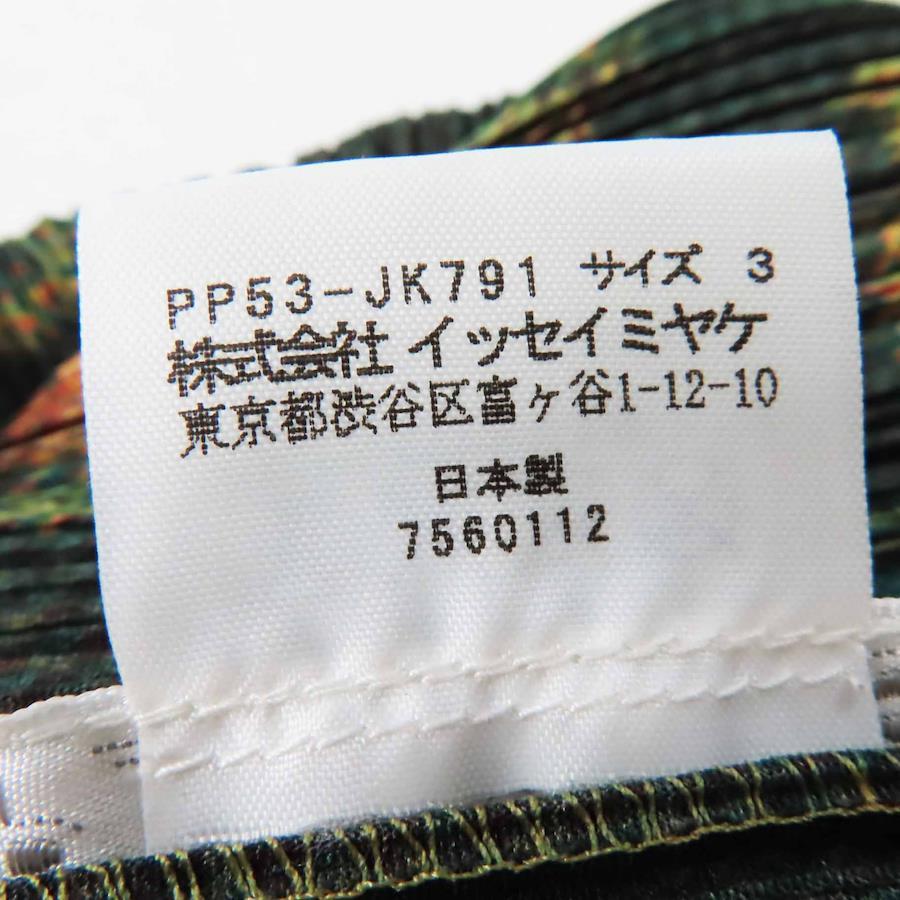 PP53-JK791 サイズ 3
株式会社 イッセイミヤケ
東京都渋谷区富ヶ谷1-12-10
日本製
7560112